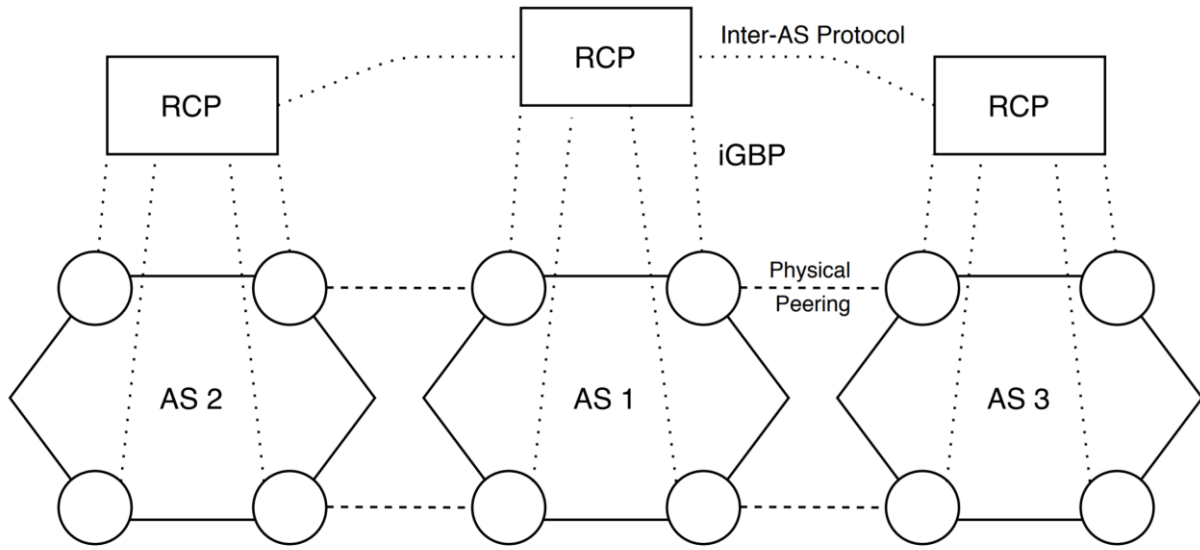 RCP
Inter-AS Protocol
RCP
RCP
iGBP
Physical
Peering
AS 2
AS 1
AS 3